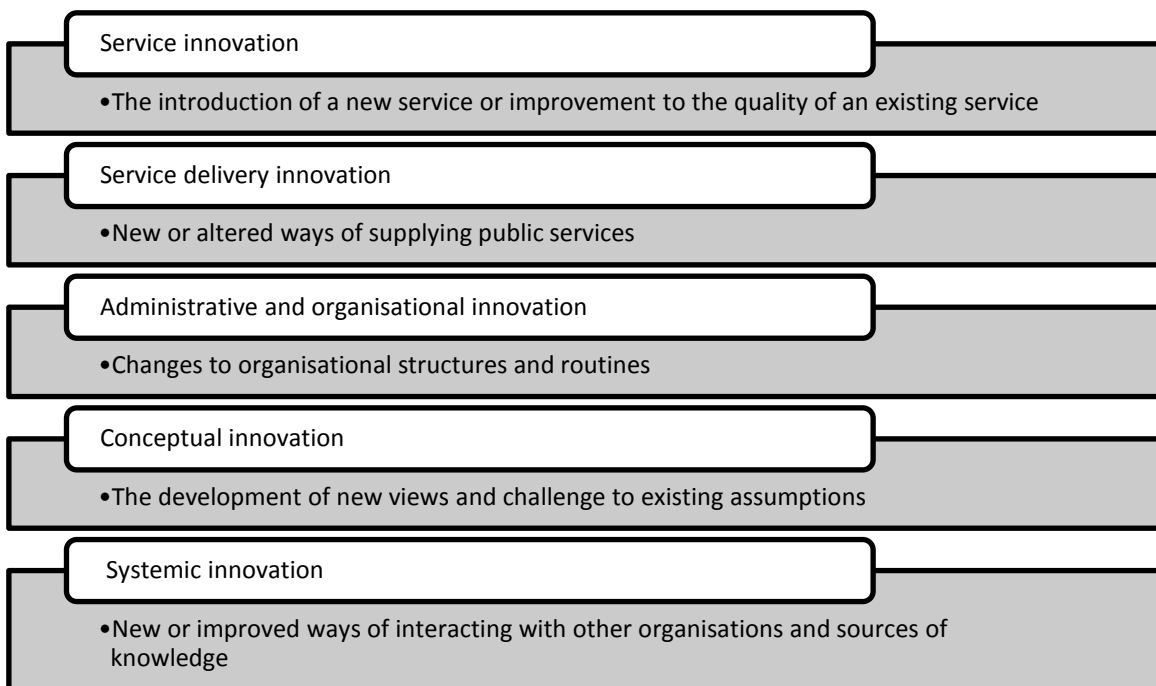 Service innovation
•The introduction of a new service or improvement to the quality of an existing service
Service delivery innovation
•New or altered ways of supplying public services
Administrative and organisational innovation
•Changes to organisational structures and routines
Conceptual innovation
•The development of new views and challenge to existing assumptions
Systemic innovation
•New or improved ways of interacting with other organisations and sources of
knowledge